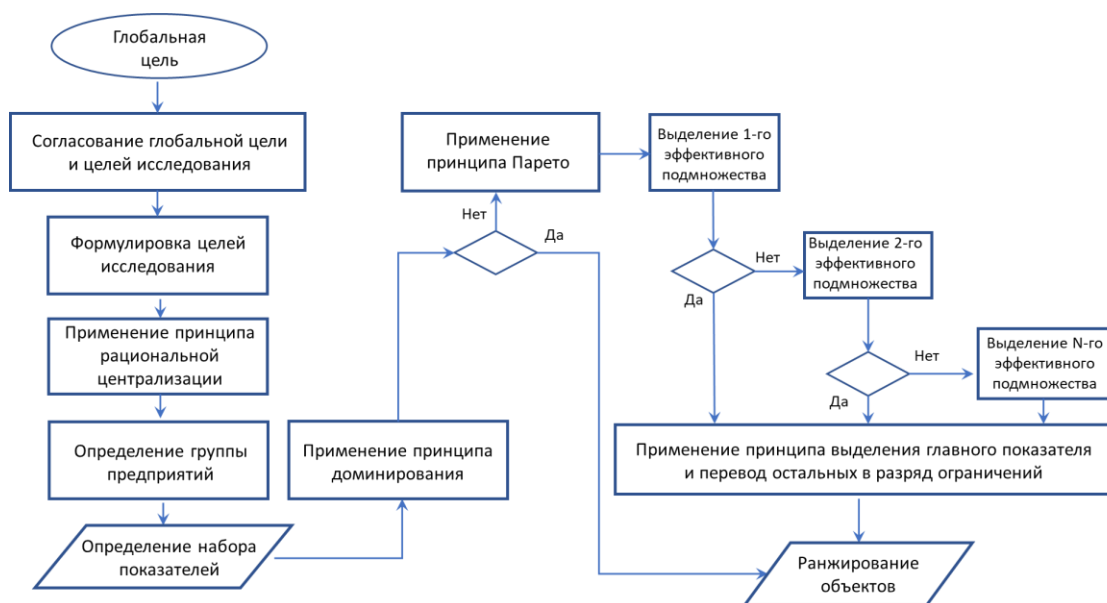 Глобальная
цель
Согласование глобальной цели
и целей исследования
Формулировка целей
исследования
Применение принципа
рациональной
централизации
Определение группы
предприятий
Определение набора
показателей
Применение принципа
доминирования
Нет
Да
Применение
принципа Парето
Выделение 1-го
эффективного
подмножества
Нет
Да
Выделение 2-го
эффективного
подмножества
Нет
Да
Выделение N-го
эффективного
подмножества
Применение принципа выделения главного показателя
и перевод остальных в разряд ограничений
Ранжирование
объектов